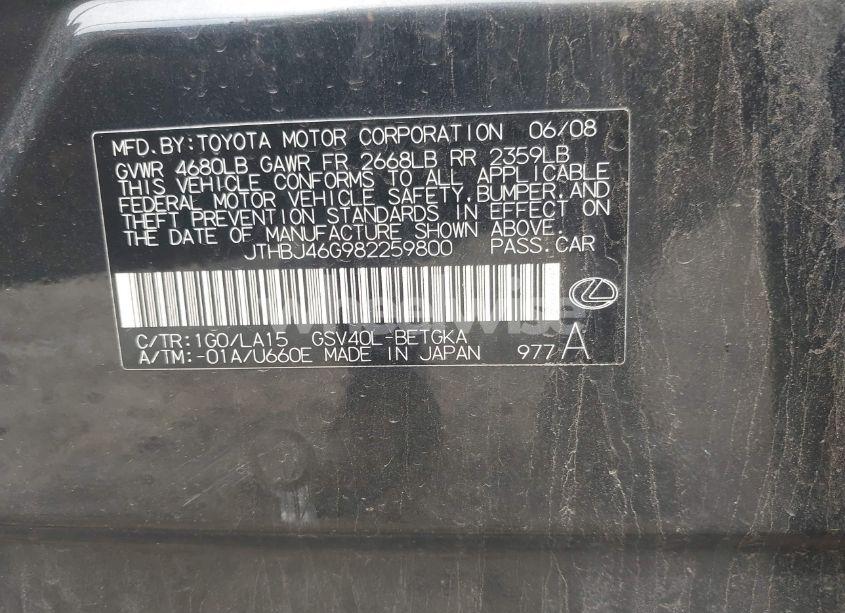 MFD. BY: TOYOTA MOTOR CORPORATION 06/08
GVWR 4680LB GAWR FR 2668LB RR 2359LB
THIS VEHICLE CONFORMS TO ALL APPLICABLE
FEDERAL MOTOR VEHICLE SAFETY, BUMPER, AND
THEFT PREVENTION STANDARDS IN EFFECT ON
THE DATE OF MANUFACTURE SHOWN ABOVE.
JTHBJ46G982259800 PASS. CAR
wheelwise
C/TR: 1G0/LA15 GSV40L-BETGKA
A/TM: -01A/U660E MADE IN JAPAN 977 A